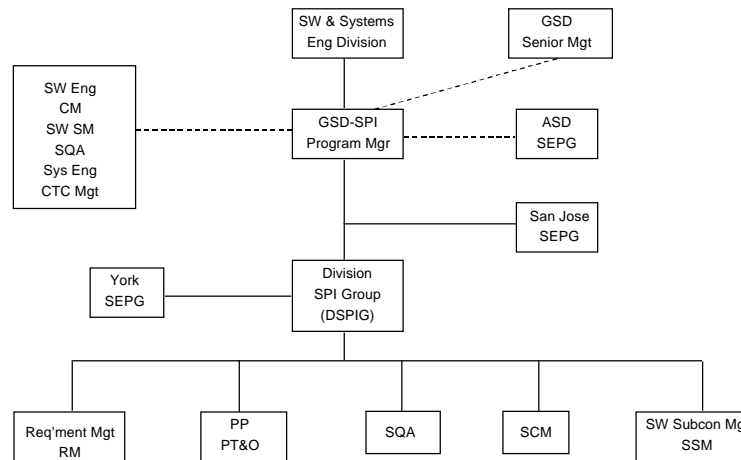 SW & Systems
Eng Division
GSD
Senior Mgt
SW Eng
CM
SW SM
SQA
Sys Eng
CTC Mgt
GSD-SPI
Program Mgr
ASD
SEPG
San Jose
SEPG
York
SEPG
Division
SPI Group
(DSPIG)
Req'ment Mgt
RM
PP
PT&O
SQA
SCM
SW Subcon Mg
SSM